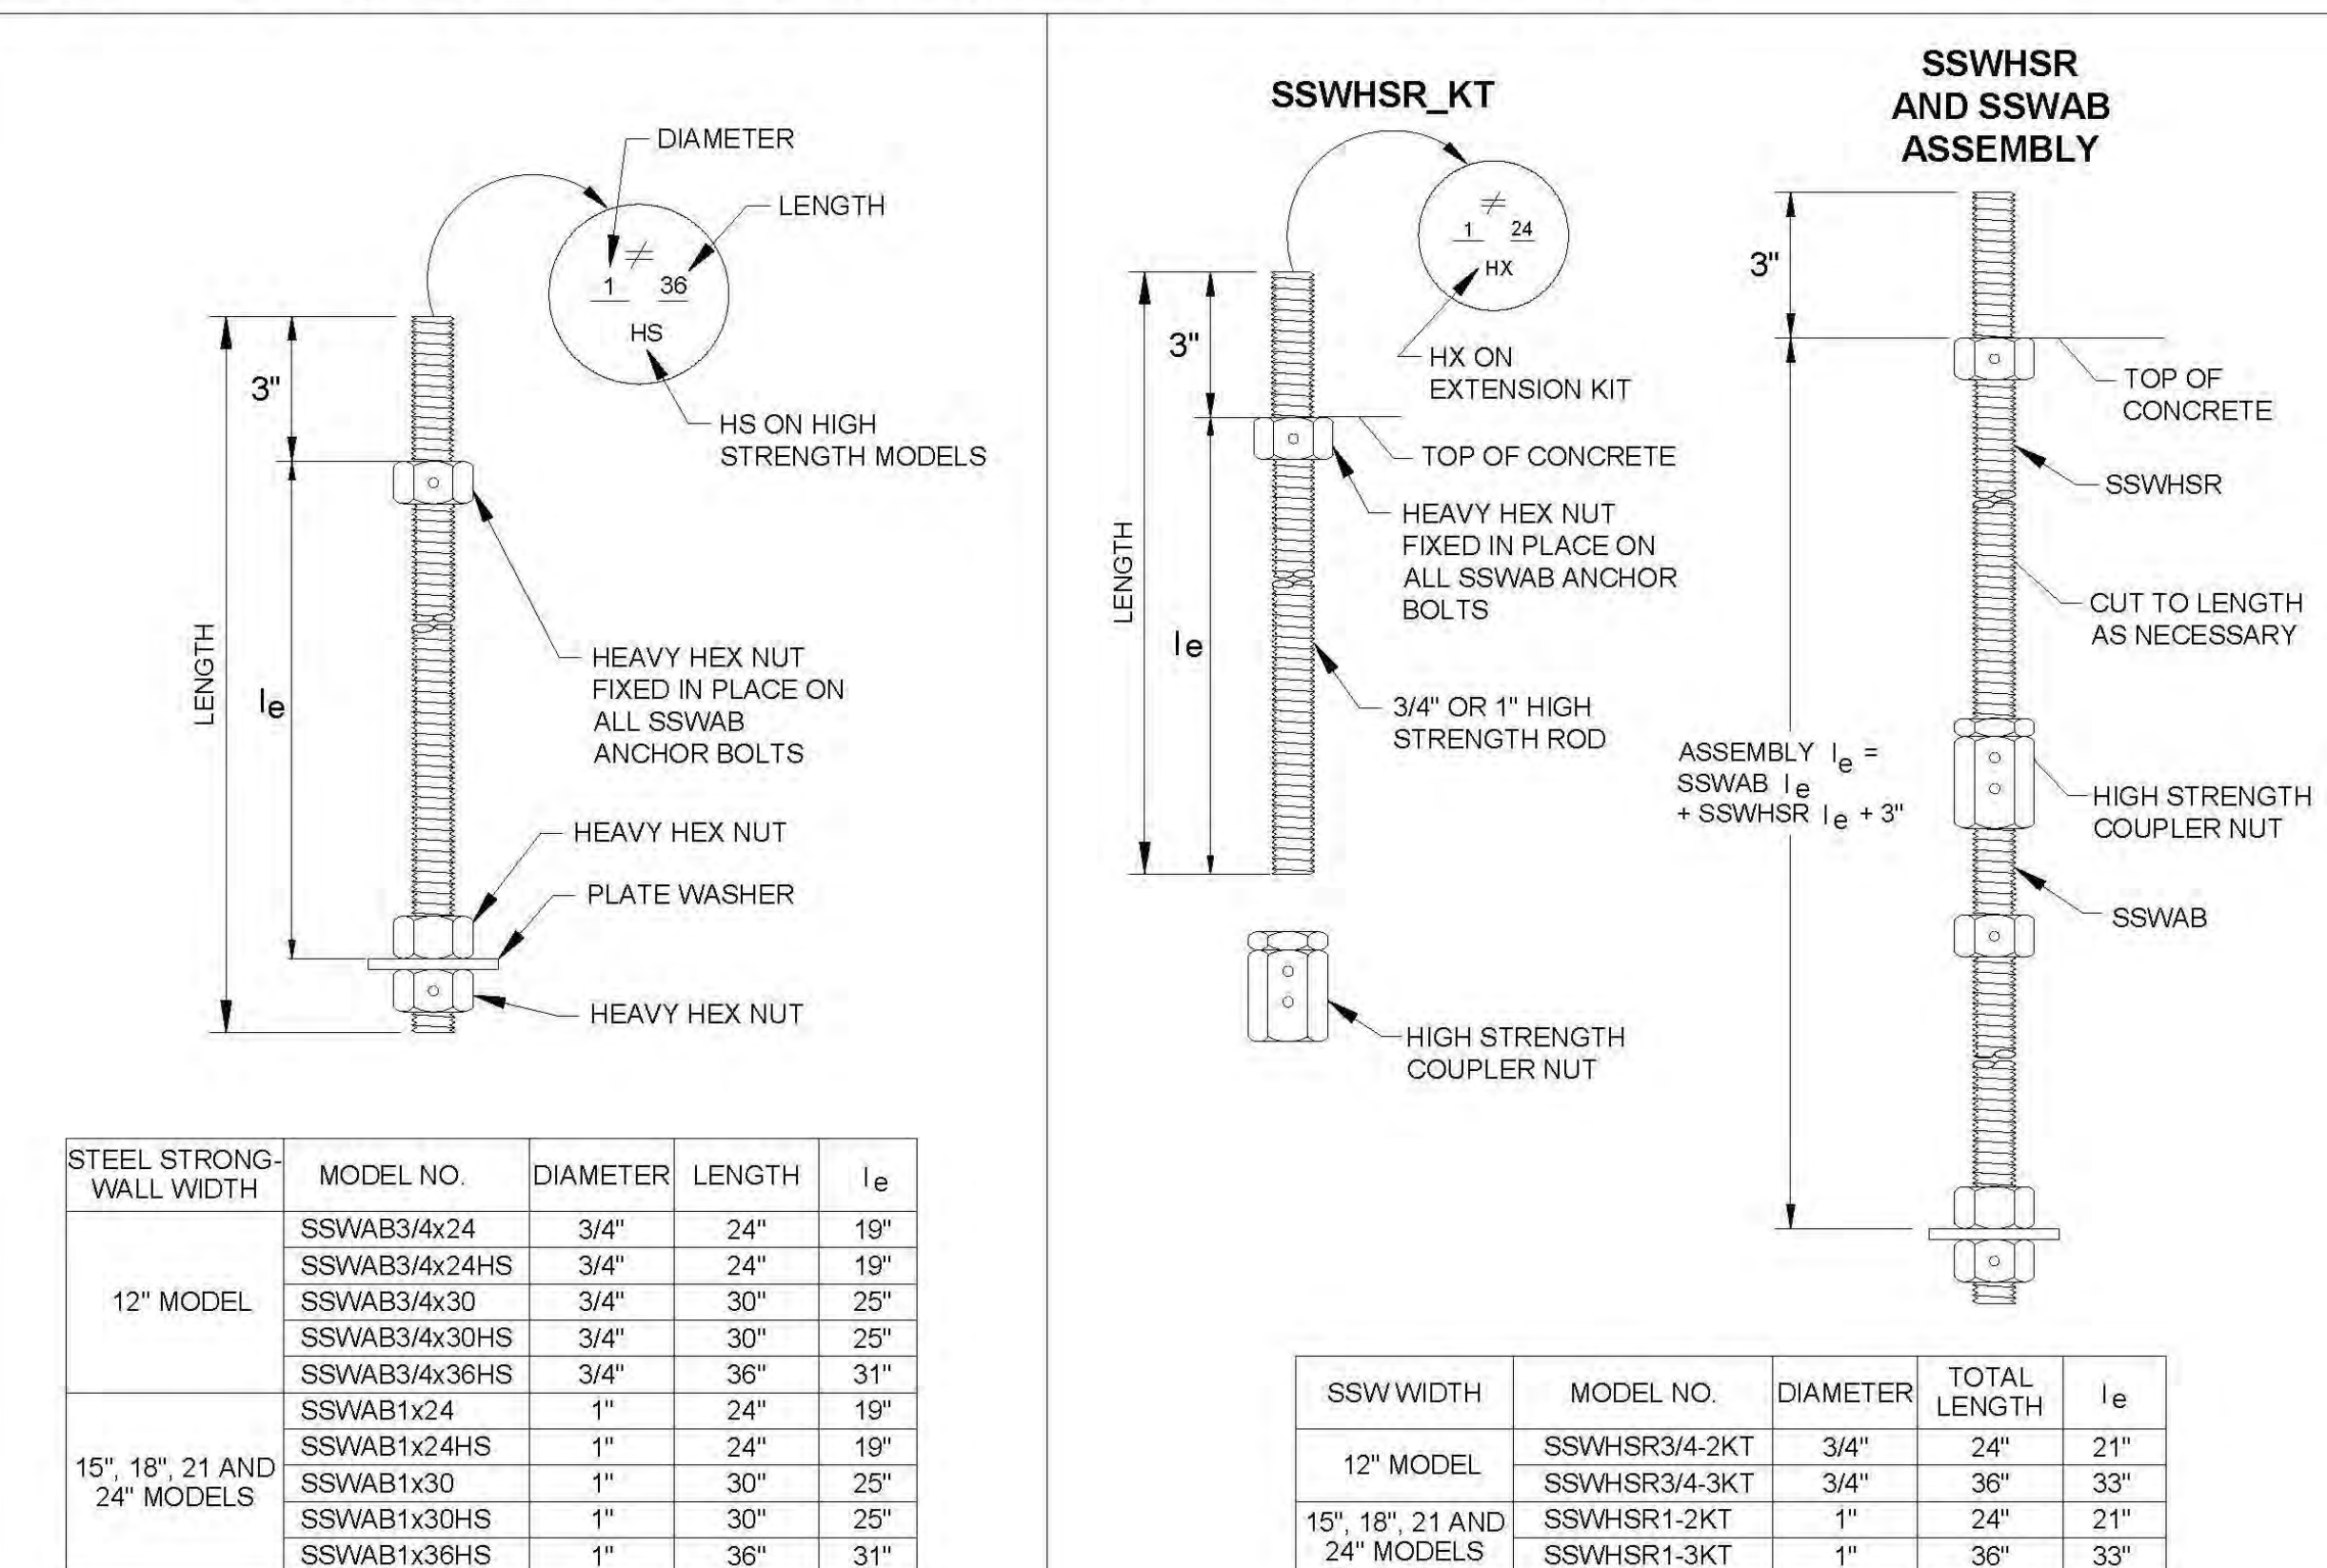 DIAMETER
LENGTH
≠
1 36
HS
3"
HS ON HIGH
STRENGTH MODELS
LENGTH
le
HEAVY HEX NUT
FIXED IN PLACE ON
ALL SSWAB
ANCHOR BOLTS
HEAVY HEX NUT
PLATE WASHER
HEAVY HEX NUT
STEEL STRONG-
WALL WIDTH
MODEL NO.
DIAMETER
LENGTH
le
12" MODEL
SSWAB3/4x24 3/4" 24" 19"
SSWAB3/4x24HS 3/4" 24" 19"
SSWAB3/4x30 3/4" 30" 25"
SSWAB3/4x30HS 3/4" 30" 25"
SSWAB3/4x36HS 3/4" 36" 31"
15", 18", 21 AND
24" MODELS
SSWAB1x24 1" 24" 19"
SSWAB1x24HS 1" 24" 19"
SSWAB1x30 1" 30" 25"
SSWAB1x30HS 1" 30" 25"
SSWAB1x36HS 1" 36" 31"
SSWHSR_KT
≠
1 24
HX
3"
HX ON
EXTENSION KIT
TOP OF CONCRETE
HEAVY HEX NUT
FIXED IN PLACE ON
ALL SSWAB ANCHOR
BOLTS
LENGTH
le
3/4" OR 1" HIGH
STRENGTH ROD
HIGH STRENGTH
COUPLER NUT
SSWHSR
AND SSWAB
ASSEMBLY
3"
TOP OF
CONCRETE
SSWHSR
CUT TO LENGTH
AS NECESSARY
ASSEMBLY le =
SSWAB le
+ SSWHSR le + 3"
HIGH STRENGTH
COUPLER NUT
SSWAB
SSW WIDTH
MODEL NO.
DIAMETER
TOTAL
LENGTH
le
12" MODEL
SSWHSR3/4-2KT 3/4" 24" 21"
SSWHSR3/4-3KT 3/4" 36" 33"
15", 18", 21 AND
24" MODELS
SSWHSR1-2KT 1" 24" 21"
SSWHSR1-3KT 1" 36" 33"